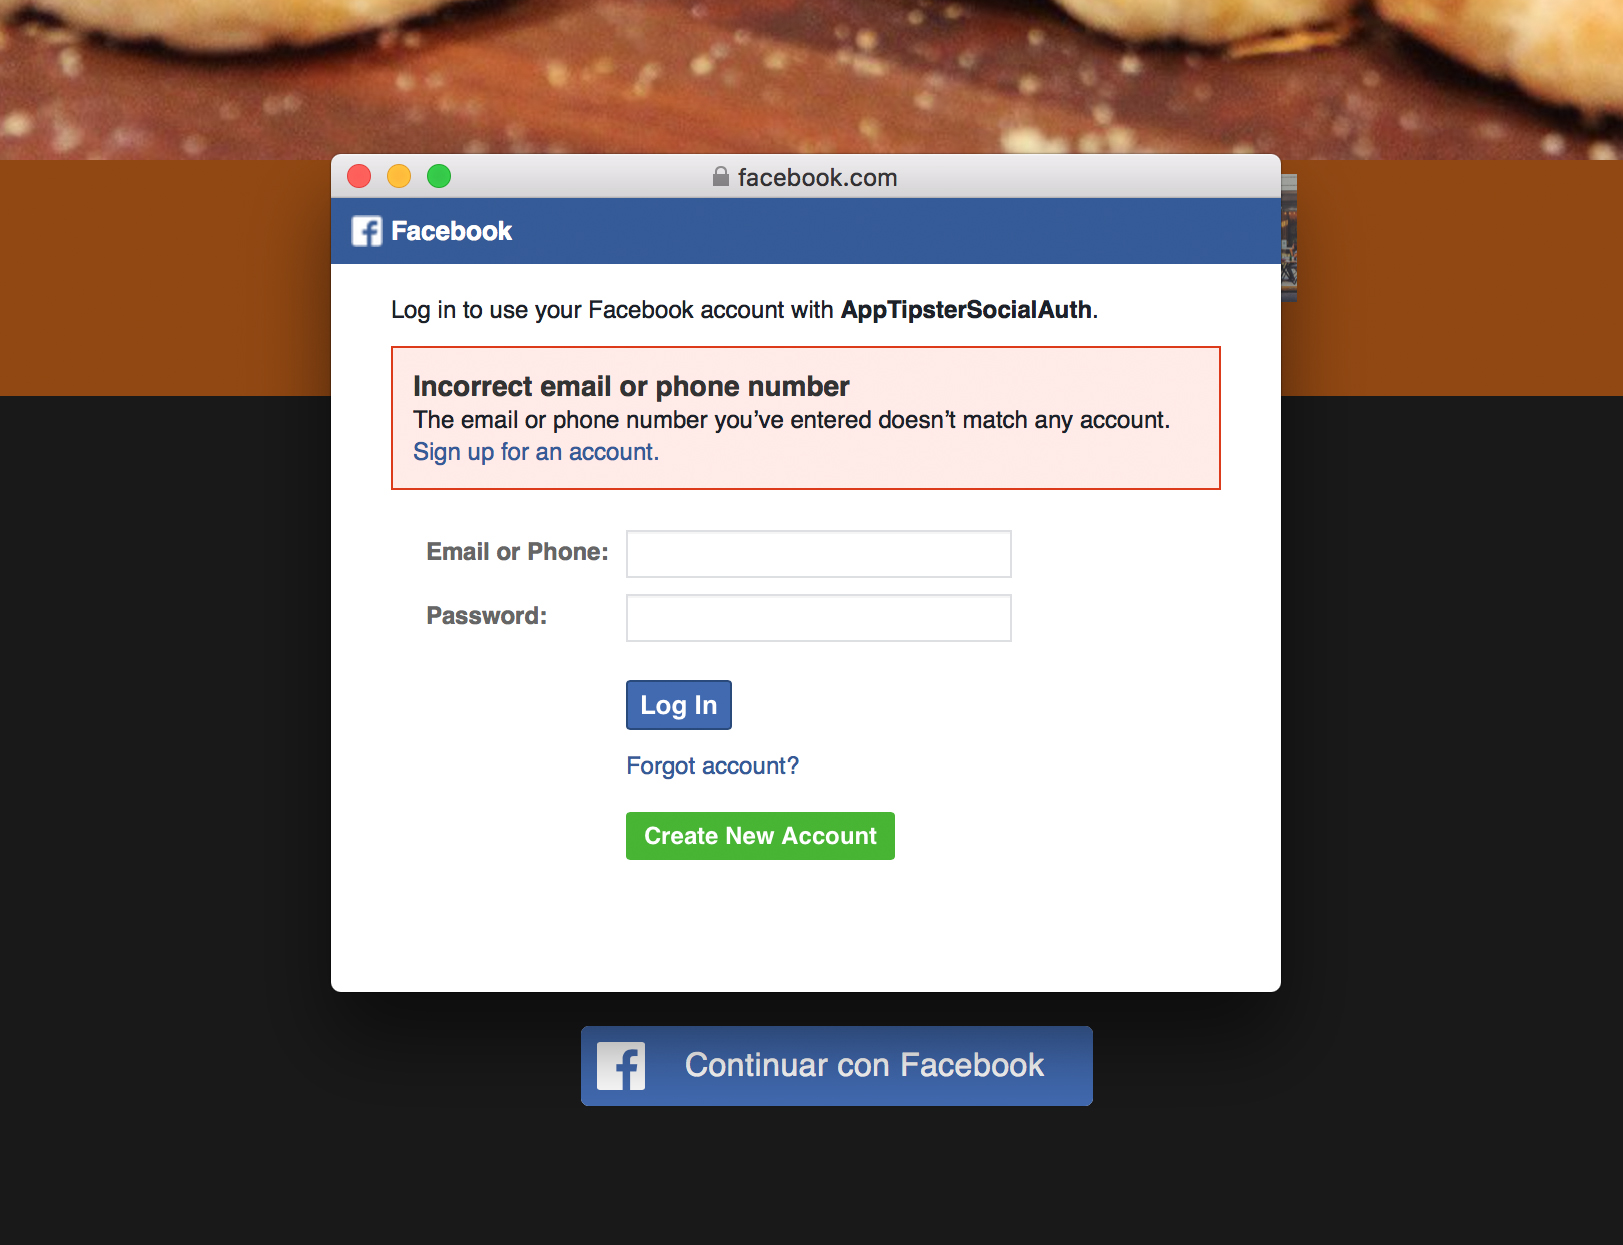 facebook.com
Facebook
Log in to use your Facebook account with AppTipsterSocialAuth.
Incorrect email or phone number
The email or phone number you’ve entered doesn’t match any account.
Sign up for an account.
Email or Phone:
Password:
Log In
Forgot account?
Create New Account
Continuar con Facebook